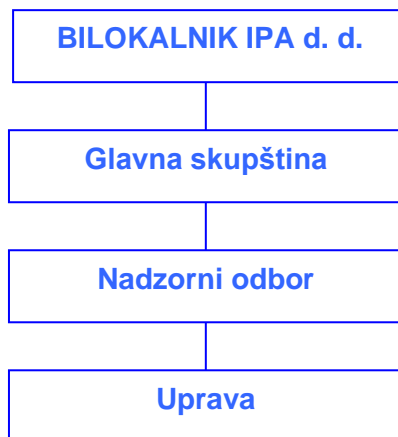 BILOKALNIK IPA d. d.
Glavna skupština
Nadzorni odbor
Uprava